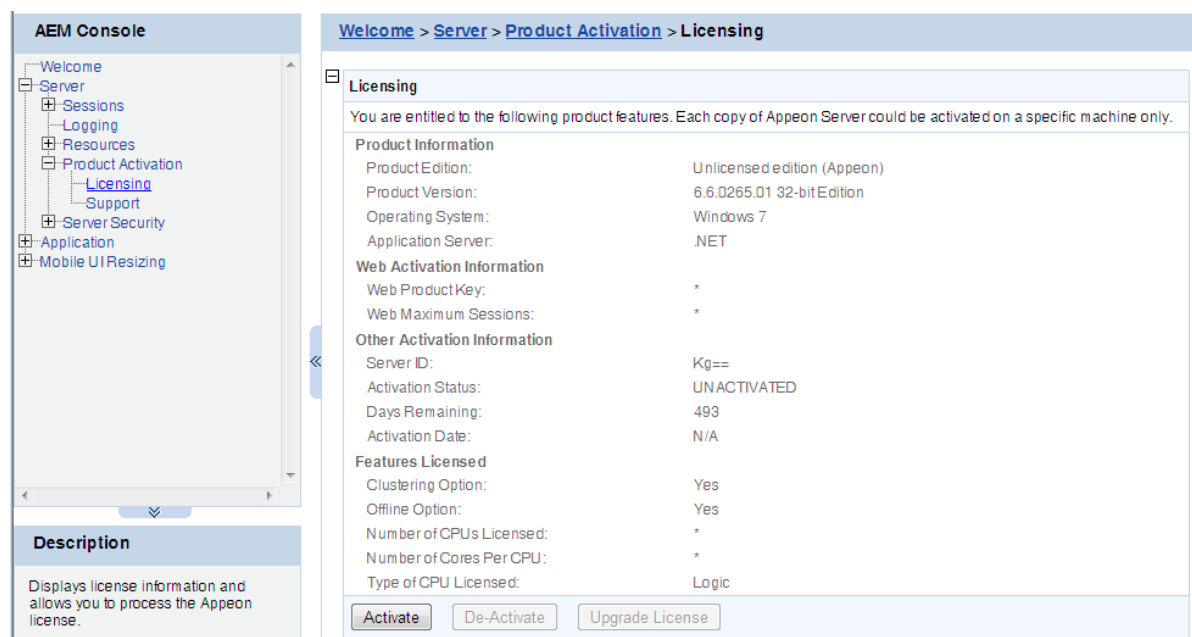 AEM Console
Welcome
Server
Sessions
Logging
Resources
Product Activation
Licensing
Support
Server Security
Application
Mobile UI Resizing
Description
Displays license information and
allows you to process the Appeon
license.
Welcome > Server > Product Activation > Licensing
Licensing
You are entitled to the following product features. Each copy of Appeon Server could be activated on a specific machine only.
Product Information
Product Edition: Unlicensed edition (Appeon)
Product Version: 6.6.0265.01 32-bit Edition
Operating System: Windows 7
Application Server: .NET
Web Activation Information
Web Product Key: *
Web Maximum Sessions: *
Other Activation Information
Server ID: Kg==
Activation Status: UNACTIVATED
Days Remaining: 493
Activation Date: N/A
Features Licensed
Clustering Option: Yes
Offline Option: Yes
Number of CPUs Licensed: *
Number of Cores Per CPU: *
Type of CPU Licensed: Logic
Activate De-Activate Upgrade License